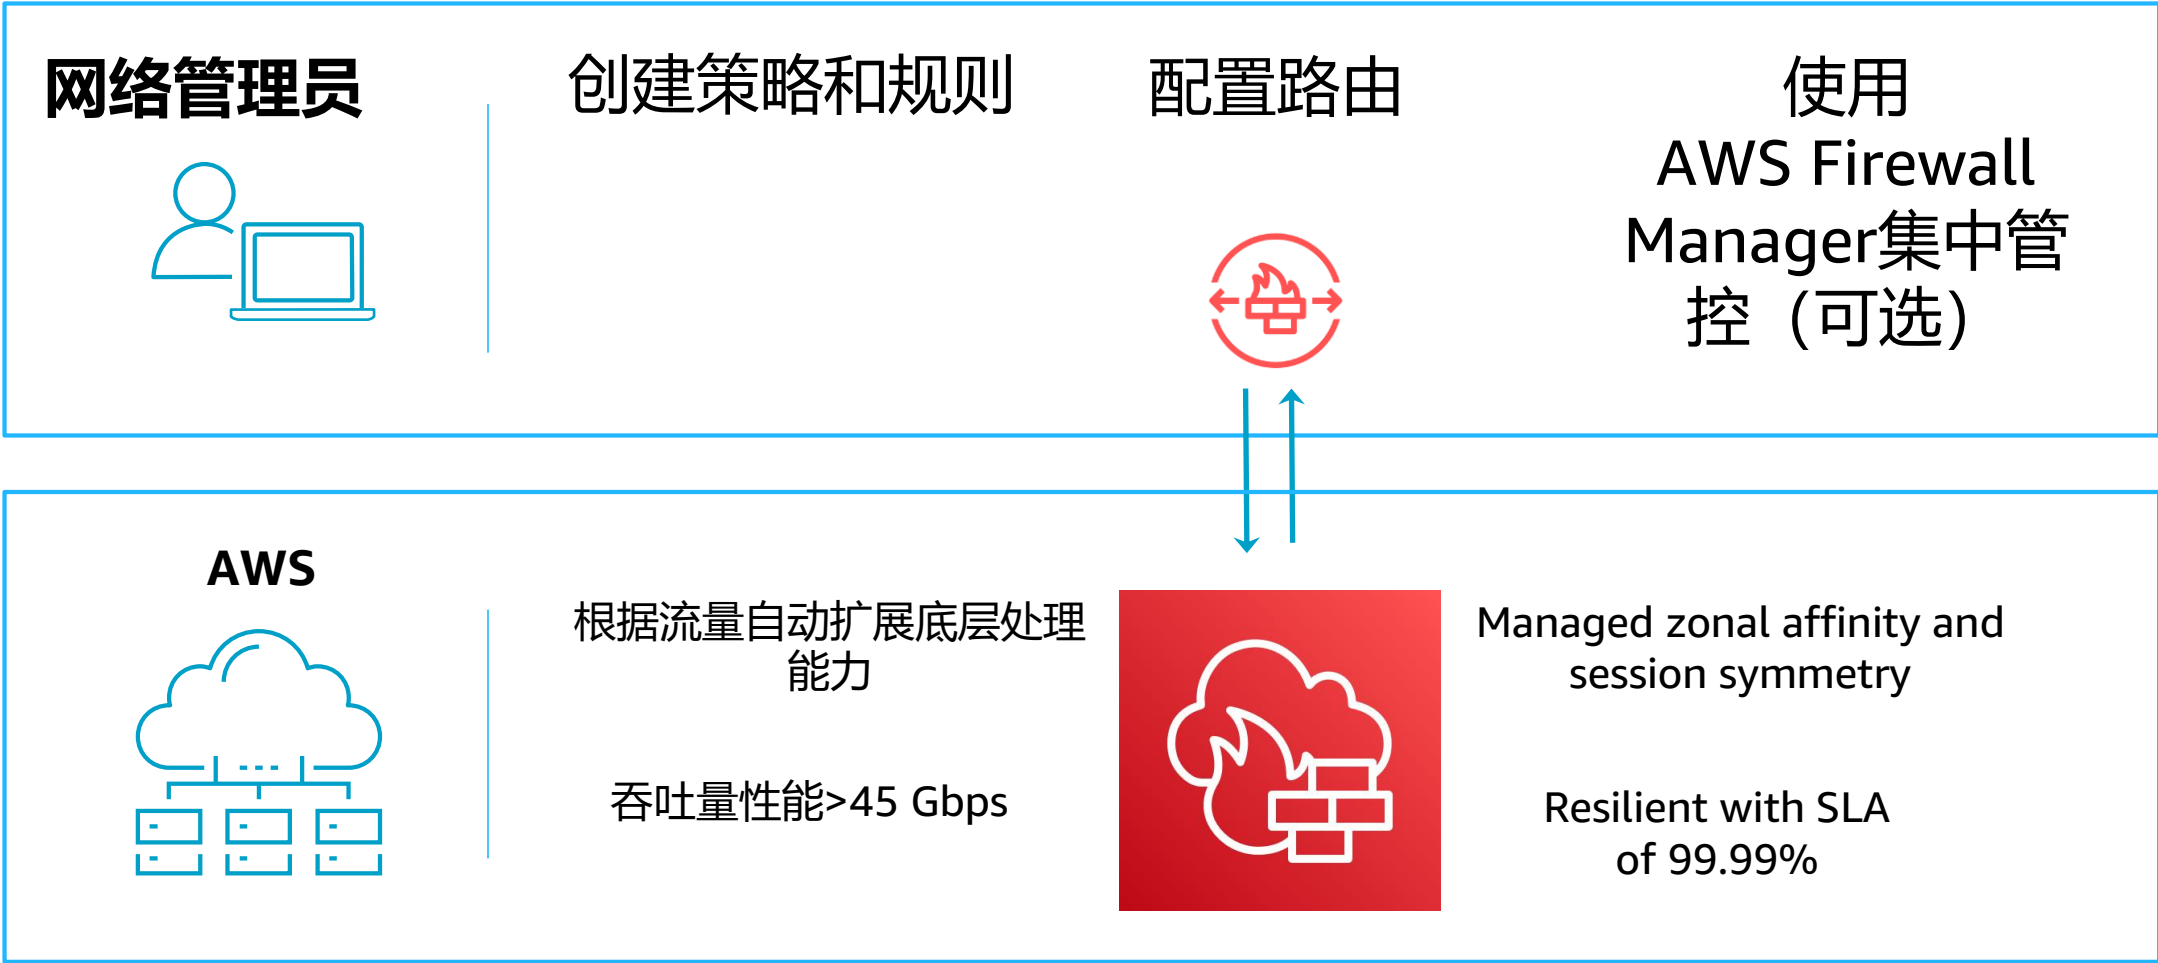 网络管理员
创建策略和规则
配置路由
使用
AWS Firewall
Manager集中管
控（可选）
AWS
根据流量自动扩展底层处理
能力
吞吐量性能>45 Gbps
Managed zonal affinity and
session symmetry
Resilient with SLA
of 99.99%